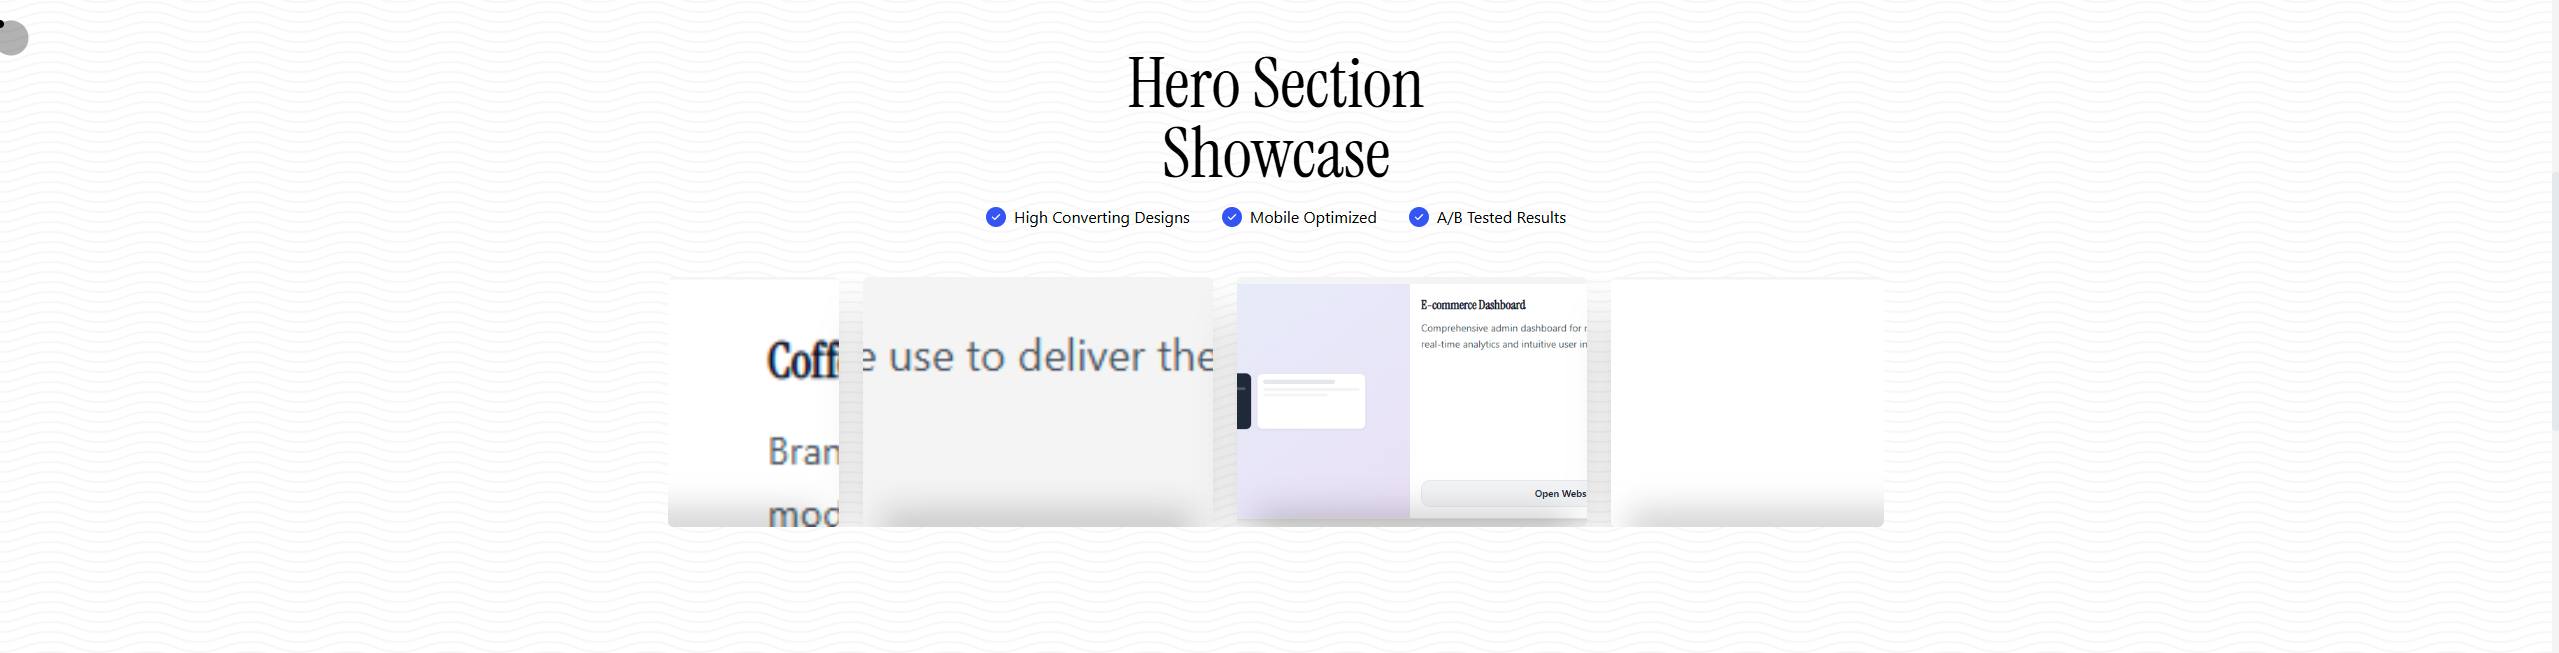 Hero Section
Showcase
High Converting Designs
Mobile Optimized
A/B Tested Results
Coff
Bran
mod
e use to deliver the
E-commerce Dashboard
Comprehensive admin dashboard for r
real-time analytics and intuitive user in
Open Webs